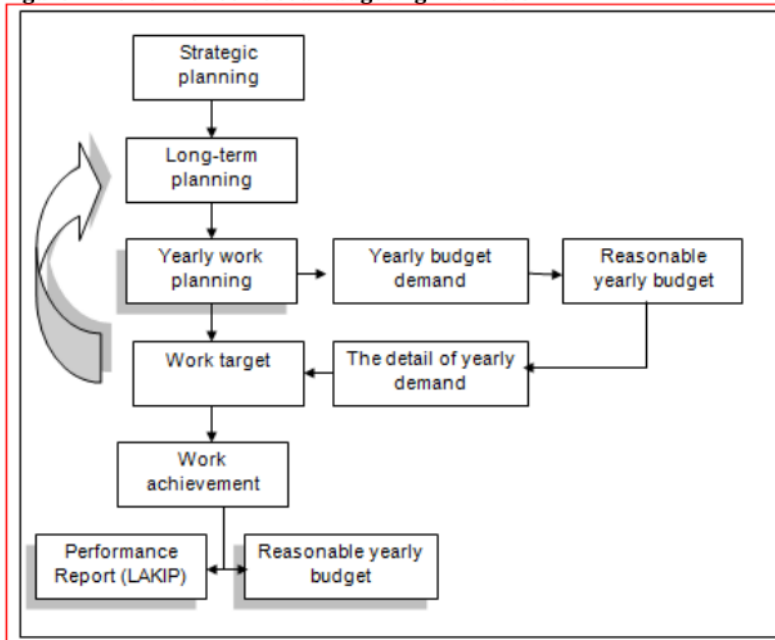 Strategic
planning
Long-term
planning
Yearly work
planning
Yearly budget
demand
Reasonable
yearly budget
Work target
The detail of yearly
demand
Work
achievement
Performance
Report (LAKIP)
Reasonable yearly
budget